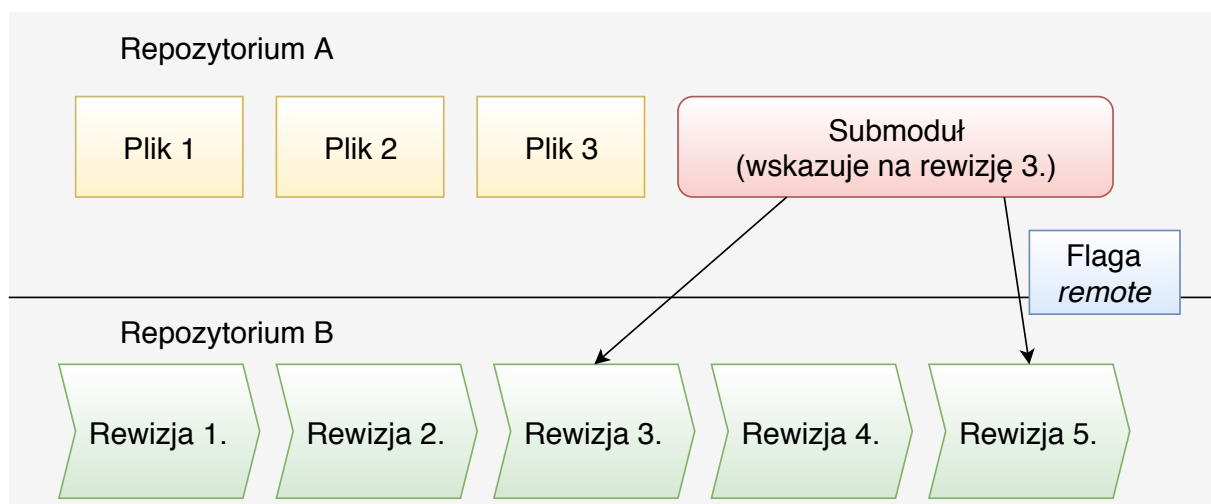 Repozytorium A
Plik 1
Plik 2
Plik 3
Submoduł
(wskazuje na rewizję 3.)
Flaga
remote
Repozytorium B
Rewizja 1.
Rewizja 2.
Rewizja 3.
Rewizja 4.
Rewizja 5.